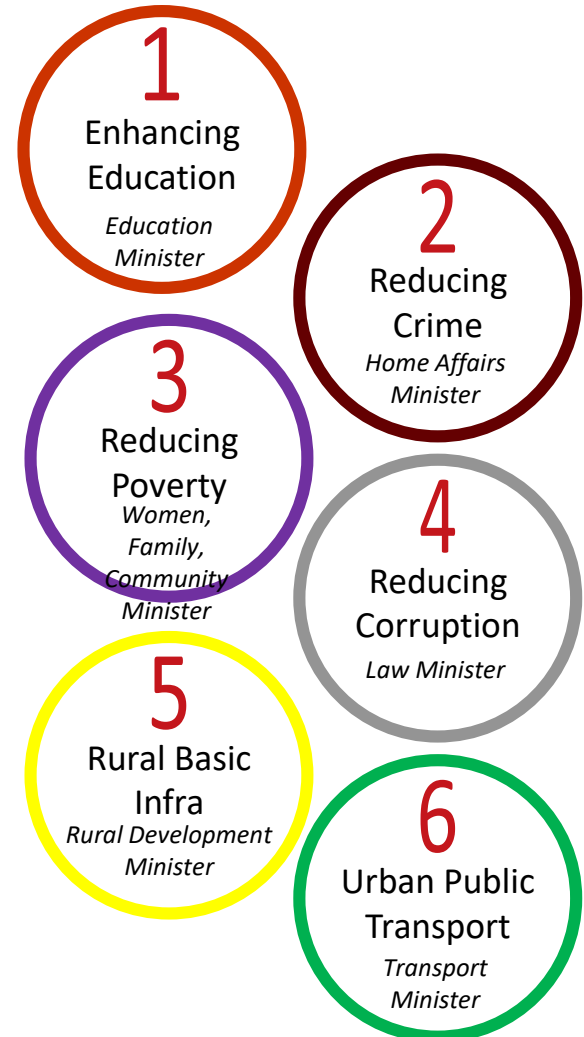 1
Enhancing
Education
Education
Minister
2
Reducing
Crime
Home Affairs
Minister
3
Reducing
Poverty
Women,
Family,
Community
Minister
4
Reducing
Corruption
Law Minister
5
Rural Basic
Infra
Rural Development
Minister
6
Urban Public
Transport
Transport
Minister